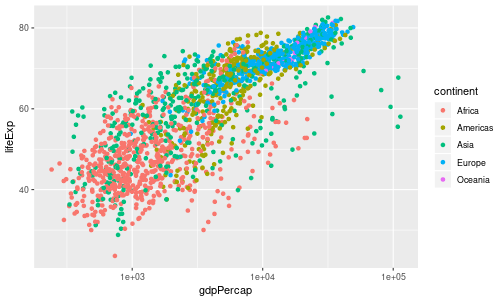 80
60
40
lifeExp
1e+03
1e+04
1e+05
gdpPercap
continent
Africa
Americas
Asia
Europe
Oceania